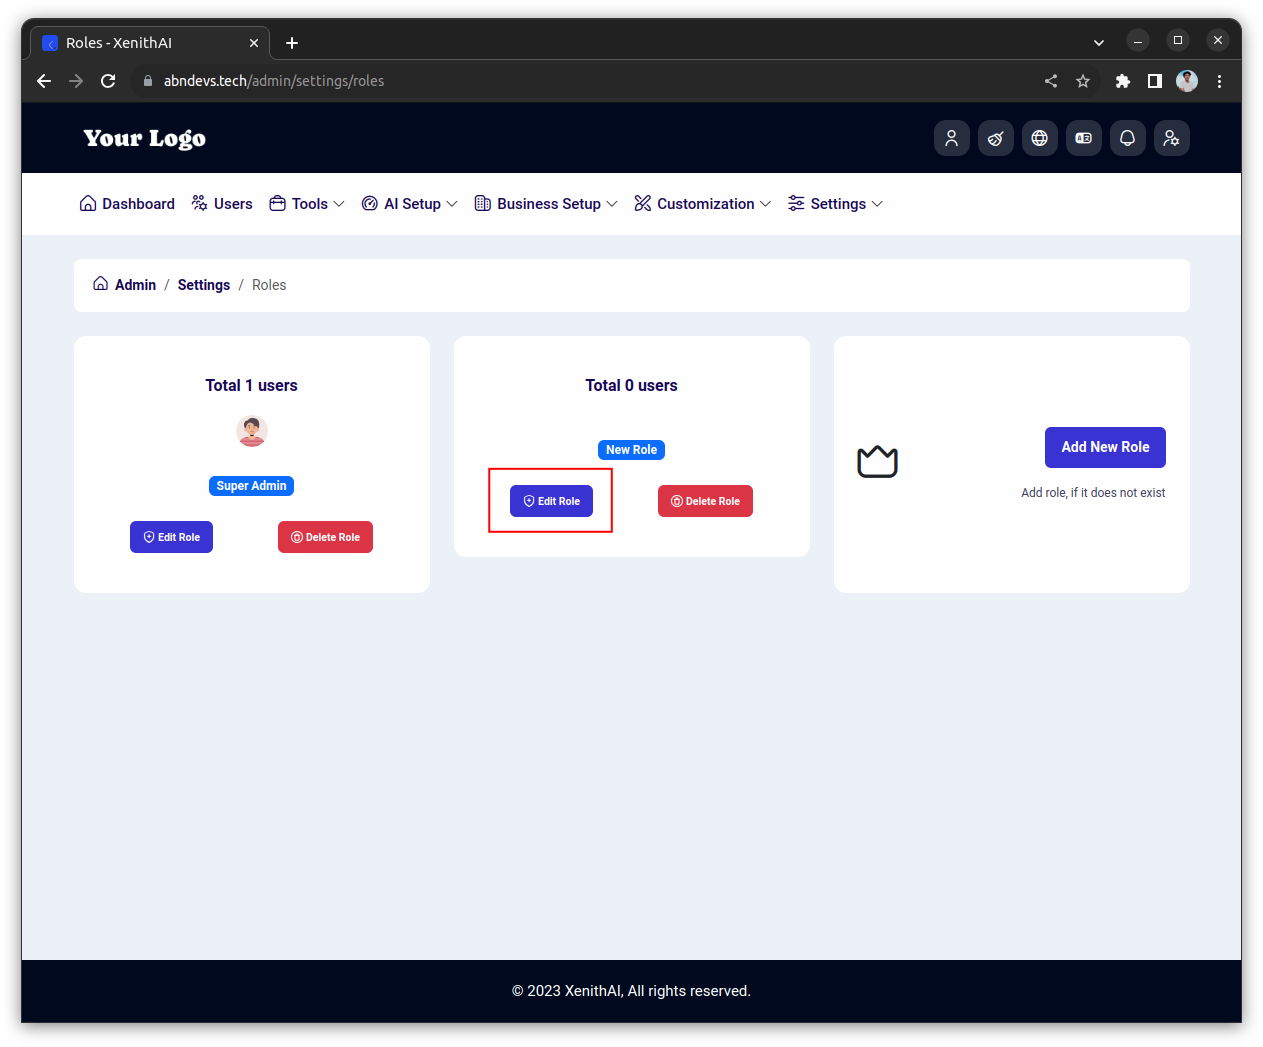 Roles - XenithAI
abndevs.tech/admin/settings/roles
Your Logo
Dashboard Users Tools AI Setup Business Setup Customization Settings
Admin / Settings / Roles
Total 1 users
Super Admin
Edit Role Delete Role
Total 0 users
New Role
Edit Role Delete Role
Add New Role
Add role, if it does not exist
© 2023 XenithAI, All rights reserved.